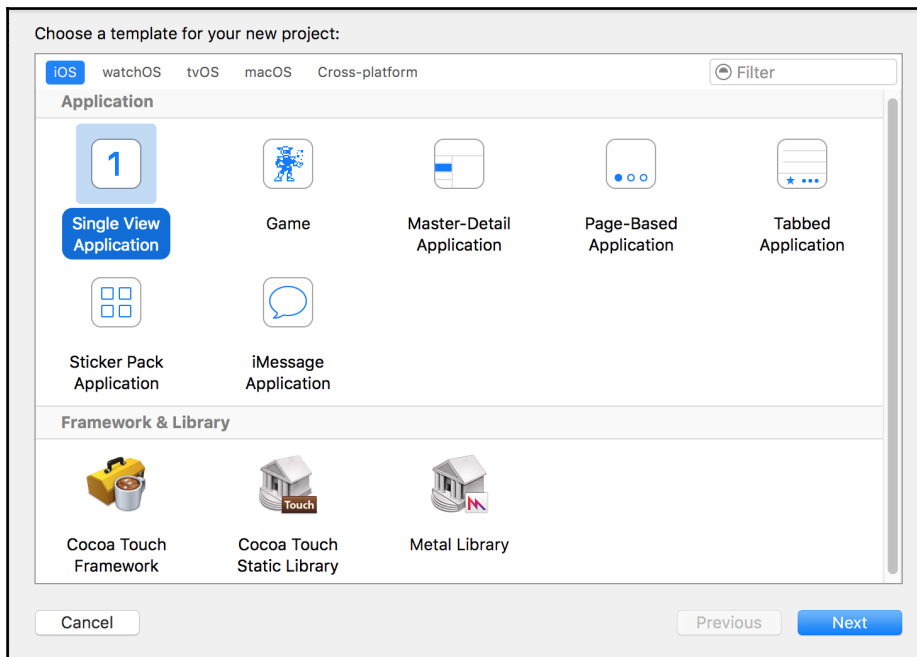 Choose a template for your new project:
iOS watchOS tvOS macOS Cross-platform Filter
Application
1
Single View Application
Game
Master-Detail Application
Page-Based Application
Tabbed Application
Sticker Pack Application
iMessage Application
Framework & Library
Touch
Cocoa Touch Framework
Cocoa Touch Static Library
Metal Library
Cancel Previous Next